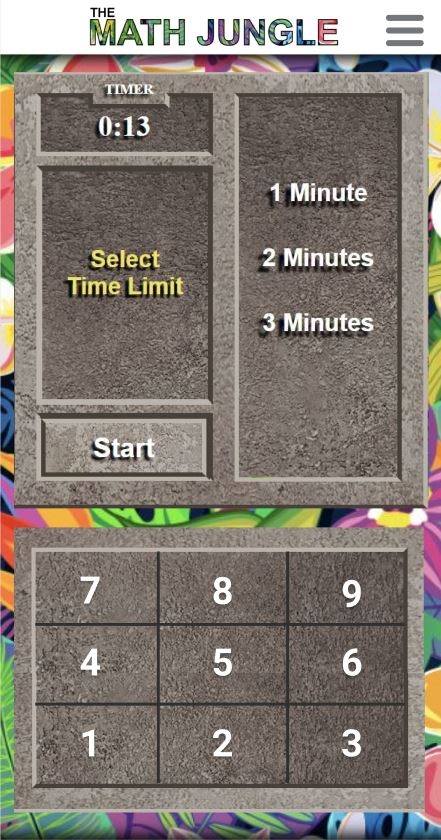 THE
MATH JUNGLE
TIMER
0:13
Select
Time Limit
Start
1 Minute
2 Minutes
3 Minutes
7 8 9
4 5 6
1 2 3